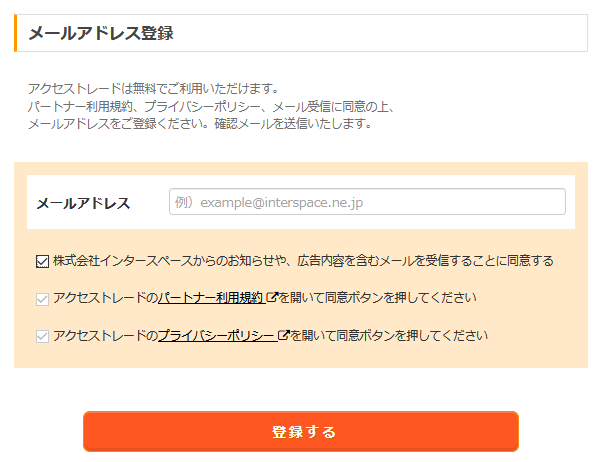 メールアドレス登録
アクセストレードは無料でご利用いただけます。
パートナー利用規約、プライバシーポリシー、メール受信に同意の上、
メールアドレスをご登録ください。確認メールを送信いたします。
メールアドレス 例）example@interspace.ne.jp
株式会社インタースペースからのお知らせや、広告内容を含むメールを受信することに同意する
アクセストレードのパートナー利用規約を開いて同意ボタンを押してください
アクセストレードのプライバシーポリシーを開いて同意ボタンを押してください
登録する